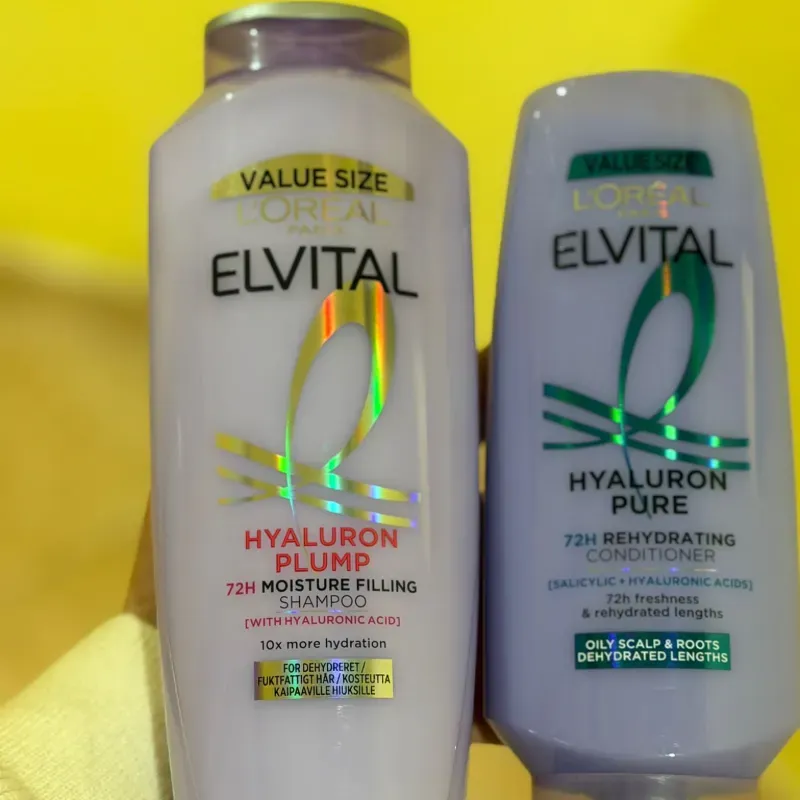 VALUE SIZE
L'ORÉAL
PARIS
ELVITAL
HYALURON
PLUMP
72H MOISTURE FILLING
SHAMPOO
[WITH HYALURONIC ACID]
10x more hydration
FOR DEHYDRERET /
FUKTFATTIGT HÅR / KOSTEUTTA
KAIPAAVILLE HIUKSILLE
VALUE SIZE
L'ORÉAL
PARIS
ELVITAL
HYALURON
PURE
72H REHYDRATING
CONDITIONER
[SALICYLIC + HYALURONIC ACIDS]
72h freshness
& rehydrated lengths
OILY SCALP & ROOTS
DEHYDRATED LENGTHS